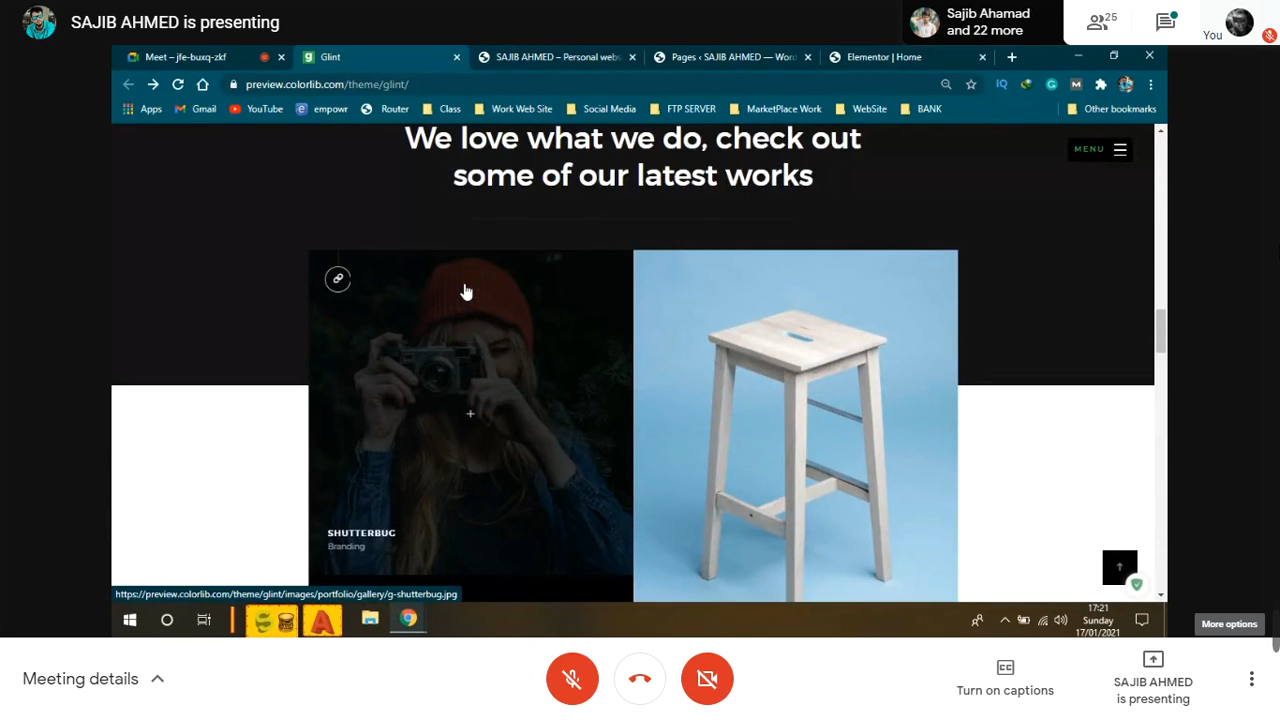 SAJIB AHMED is presenting
Sajib Ahamad
and 22 more
25
You
Meet – jfe-buxq-zkf
Glint
SAJIB AHMED – Personal webs
Pages ‹ SAJIB AHMED — Word
Elementor | Home
preview.colorlib.com/theme/glint/
Apps
Gmail
YouTube
empowr
Router
Class
Work Web Site
Social Media
FTP SERVER
MarketPlace Work
WebSite
BANK
Other bookmarks
We love what we do, check out
some of our latest works
MENU
SHUTTERBUG
Branding
https://preview.colorlib.com/theme/glint/images/portfolio/gallery/g-shutterbug.jpg
17:21
Sunday
17/01/2021
More options
Meeting details
Turn on captions
SAJIB AHMED
is presenting